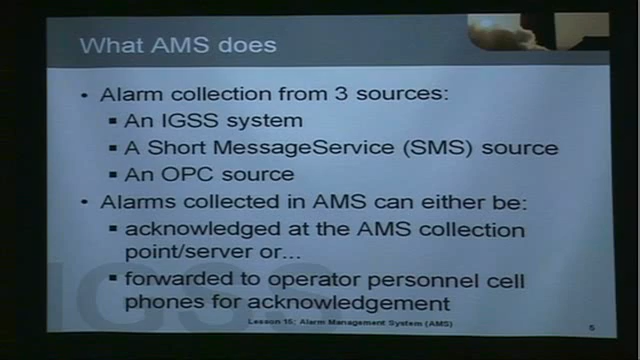 What AMS does
• Alarm collection from 3 sources:
▪ An IGSS system
▪ A Short MessageService (SMS) source
▪ An OPC source
• Alarms collected in AMS can either be:
▪ acknowledged at the AMS collection
point/server or...
▪ forwarded to operator personnel cell
phones for acknowledgement
IGSS
Lesson 15; Alarm Management System (AMS)
5